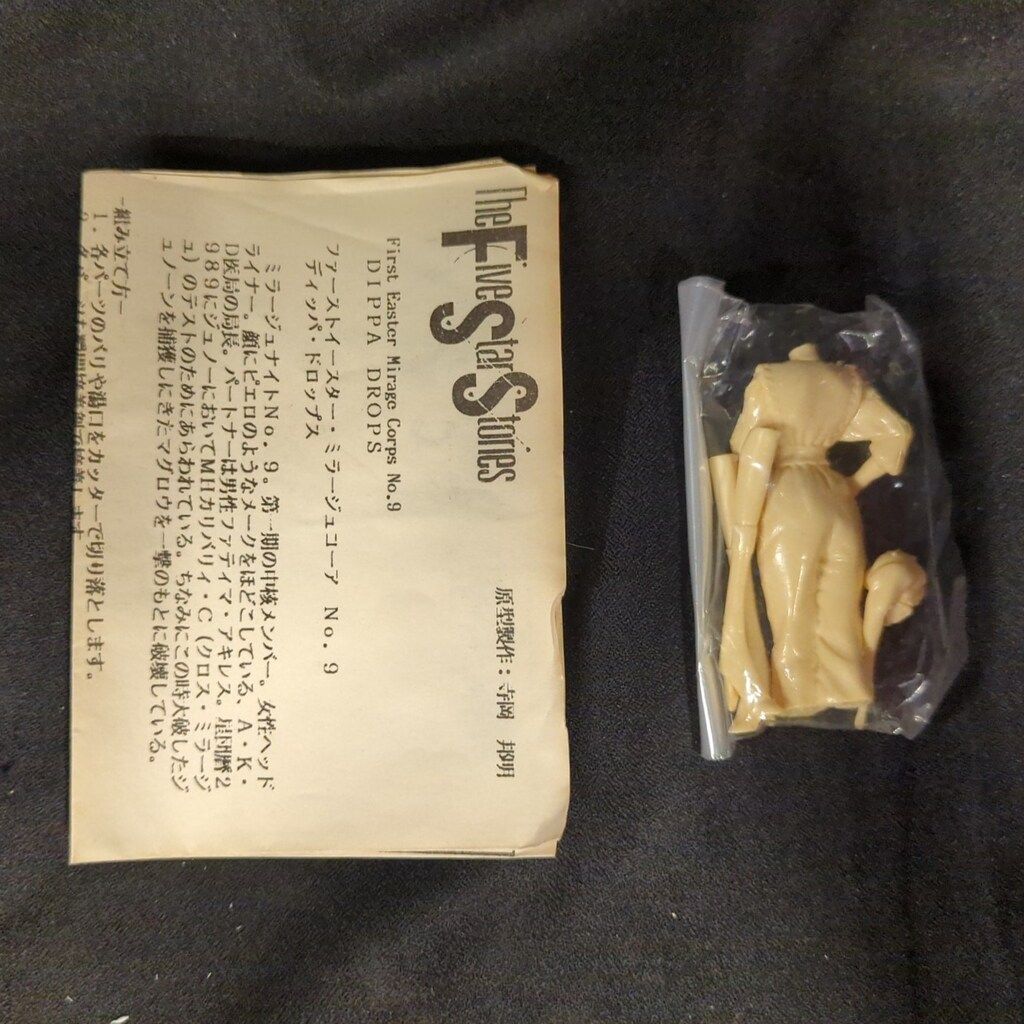 The Five Star Stories
原型製作：寺岡 邦明
First Easter Mirage Corps No.9
DIPPA DROPS
ファーストイースター・ミラージュコーア No.9
ディッパ・ドロップス
ミラージュナイトNo.9。第一期の中核メンバー。女性ヘッド
ライナー。顔にピエロのようなメークをほどこしている、A・K・
D医局の局長。パートナーは男性ファティマ・アキレス。星団暦2
989にジュノーにおいてMHカリバリィ・C（クロス・ミラージ
ュ）のテストのためにあらわれている。ちなみにこの時大破したジ
ュノーンを捕獲しにきたマグロウを一撃のもとに破壊している。
-組み立て方-
1．各パーツのバリや湯口をカッターで切り落とします。